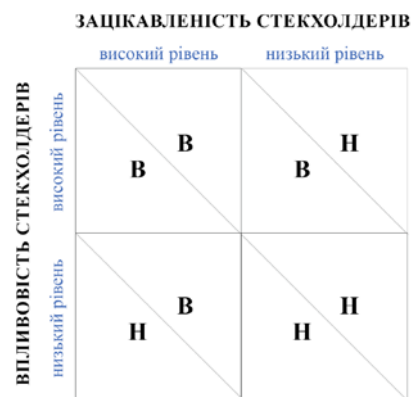 ЗАЦІКАВЛЕНІСТЬ СТЕКХОЛДЕРІВ
високий рівень низький рівень
ВПЛИВОВІСТЬ СТЕКХОЛДЕРІВ
високий рівень
В
В
Н
В
низький рівень
В
Н
Н
Н